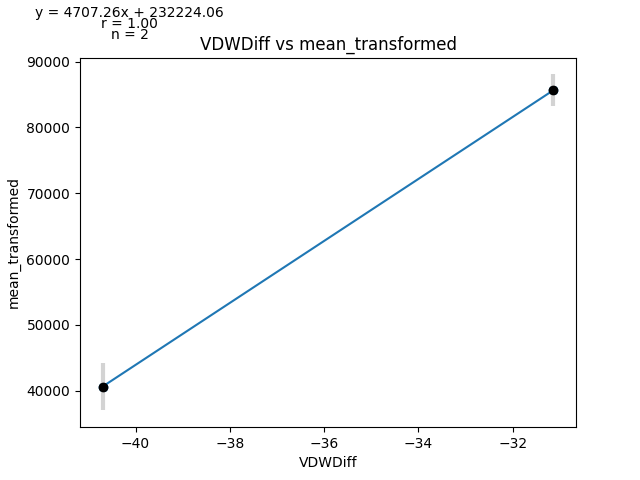 y = 4707.26x + 232224.06
r = 1.00
n = 2
VDWDiff vs mean_transformed
90000
80000
70000
60000
50000
40000
mean_transformed
−40
−38
−36
−34
−32
VDWDiff